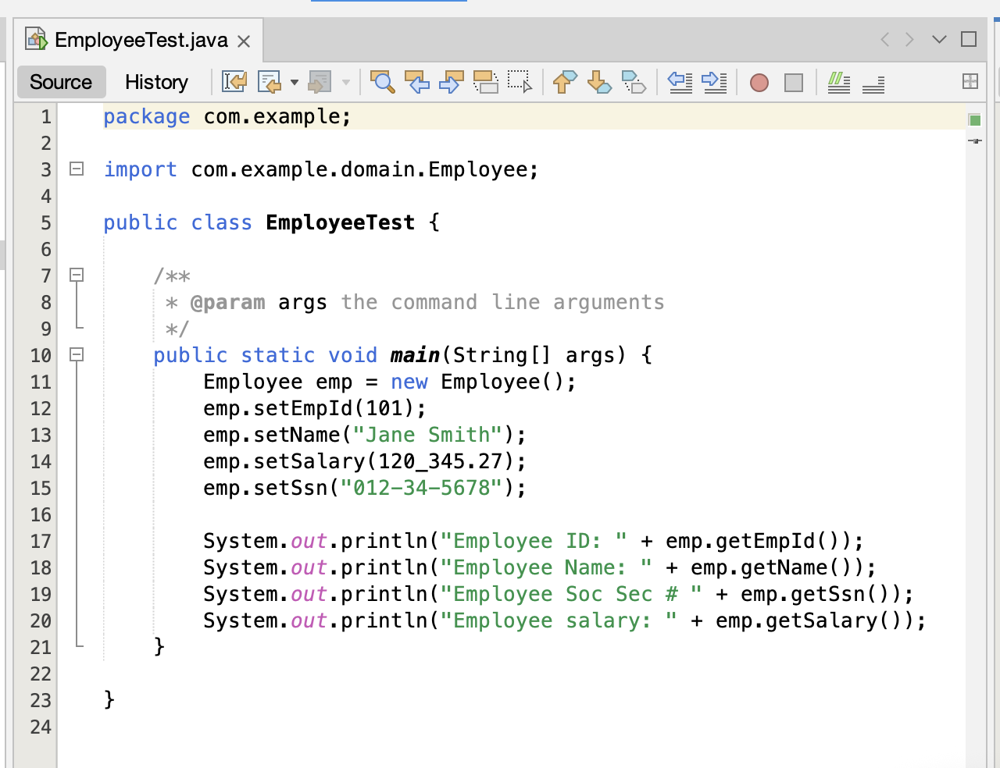 EmployeeTest.java
Source History
1 package com.example;
2
3 import com.example.domain.Employee;
4
5 public class EmployeeTest {
6
7 /**
8 * @param args the command line arguments
9 */
10 public static void main(String[] args) {
11 Employee emp = new Employee();
12 emp.setEmpId(101);
13 emp.setName("Jane Smith");
14 emp.setSalary(120_345.27);
15 emp.setSsn("012-34-5678");
16
17 System.out.println("Employee ID: " + emp.getEmpId());
18 System.out.println("Employee Name: " + emp.getName());
19 System.out.println("Employee Soc Sec # " + emp.getSsn());
20 System.out.println("Employee salary: " + emp.getSalary());
21 }
22
23 }
24